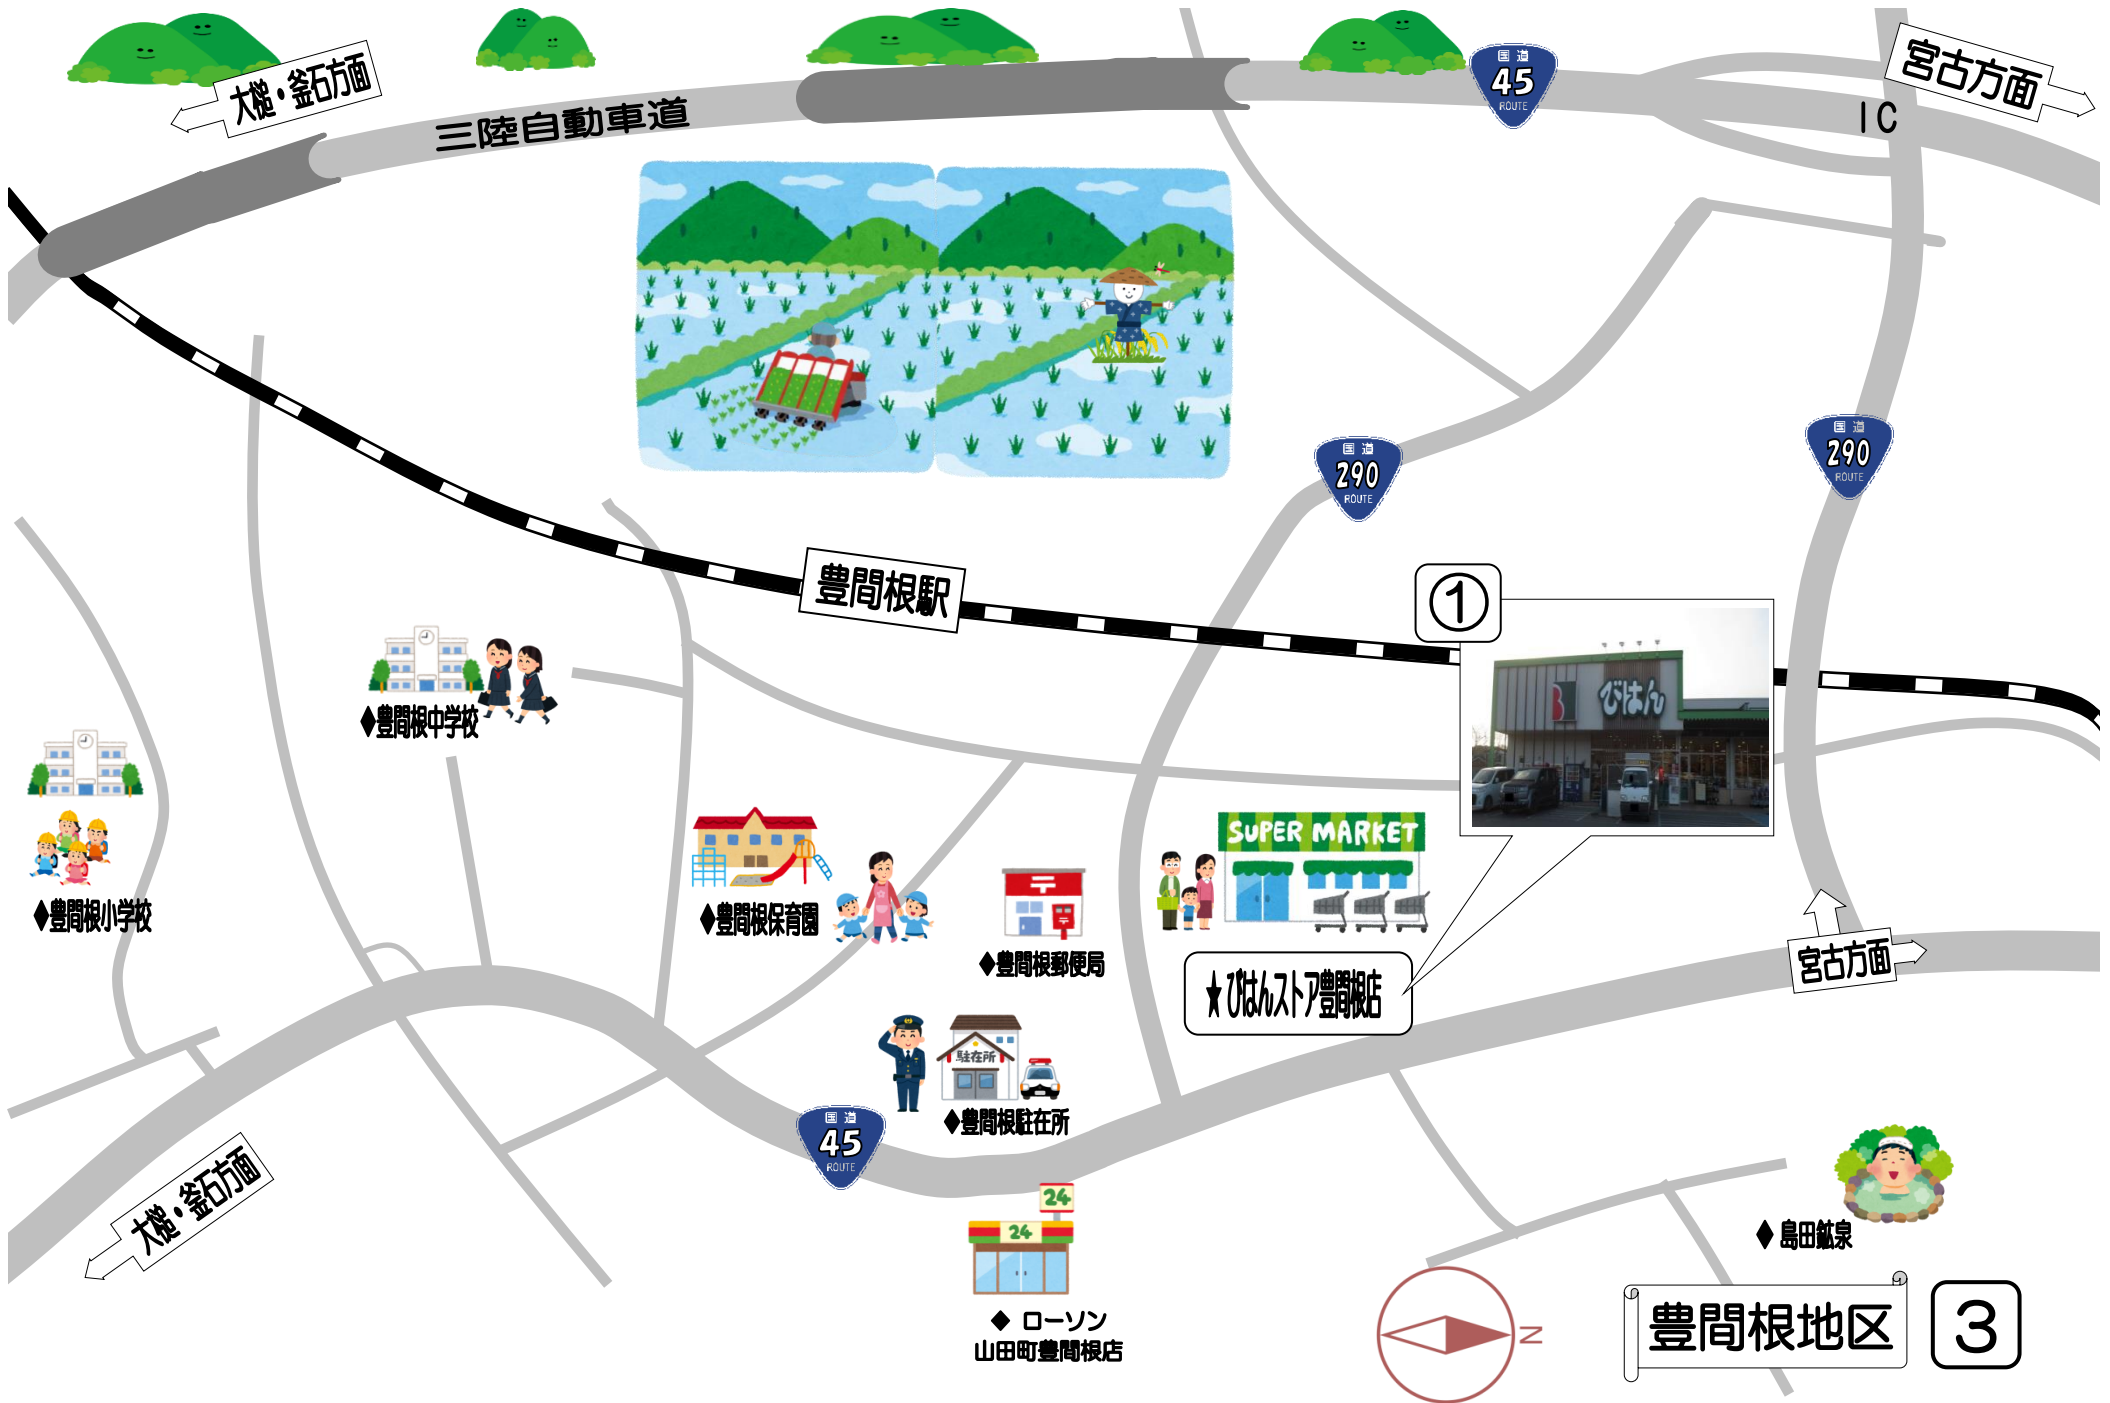 大槌・釜石方面
三陸自動車道
国道
45
ROUTE
宮古方面
IC
国道
290
ROUTE
国道
290
ROUTE
豊間根駅
①
B
びはん
◆豊間根中学校
◆豊間根小学校
◆豊間根保育園
〒
◆豊間根郵便局
SUPER MARKET
★びはんストア豊間根店
宮古方面
駐在所
◆豊間根駐在所
国道
45
ROUTE
大槌・釜石方面
24
24
◆ ローソン
山田町豊間根店
◆ 島田鉱泉
N
豊間根地区
3